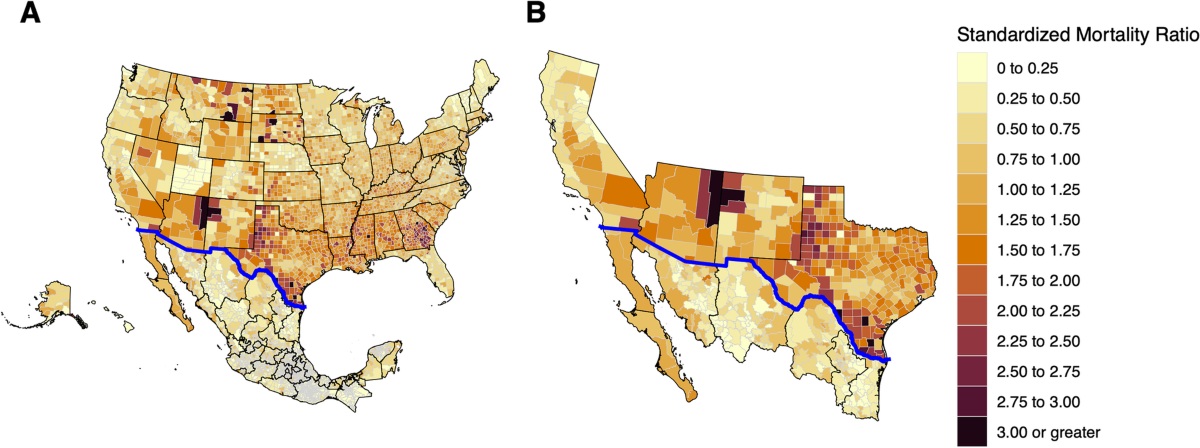 A
B
Standardized Mortality Ratio
0 to 0.25
0.25 to 0.50
0.50 to 0.75
0.75 to 1.00
1.00 to 1.25
1.25 to 1.50
1.50 to 1.75
1.75 to 2.00
2.00 to 2.25
2.25 to 2.50
2.50 to 2.75
2.75 to 3.00
3.00 or greater